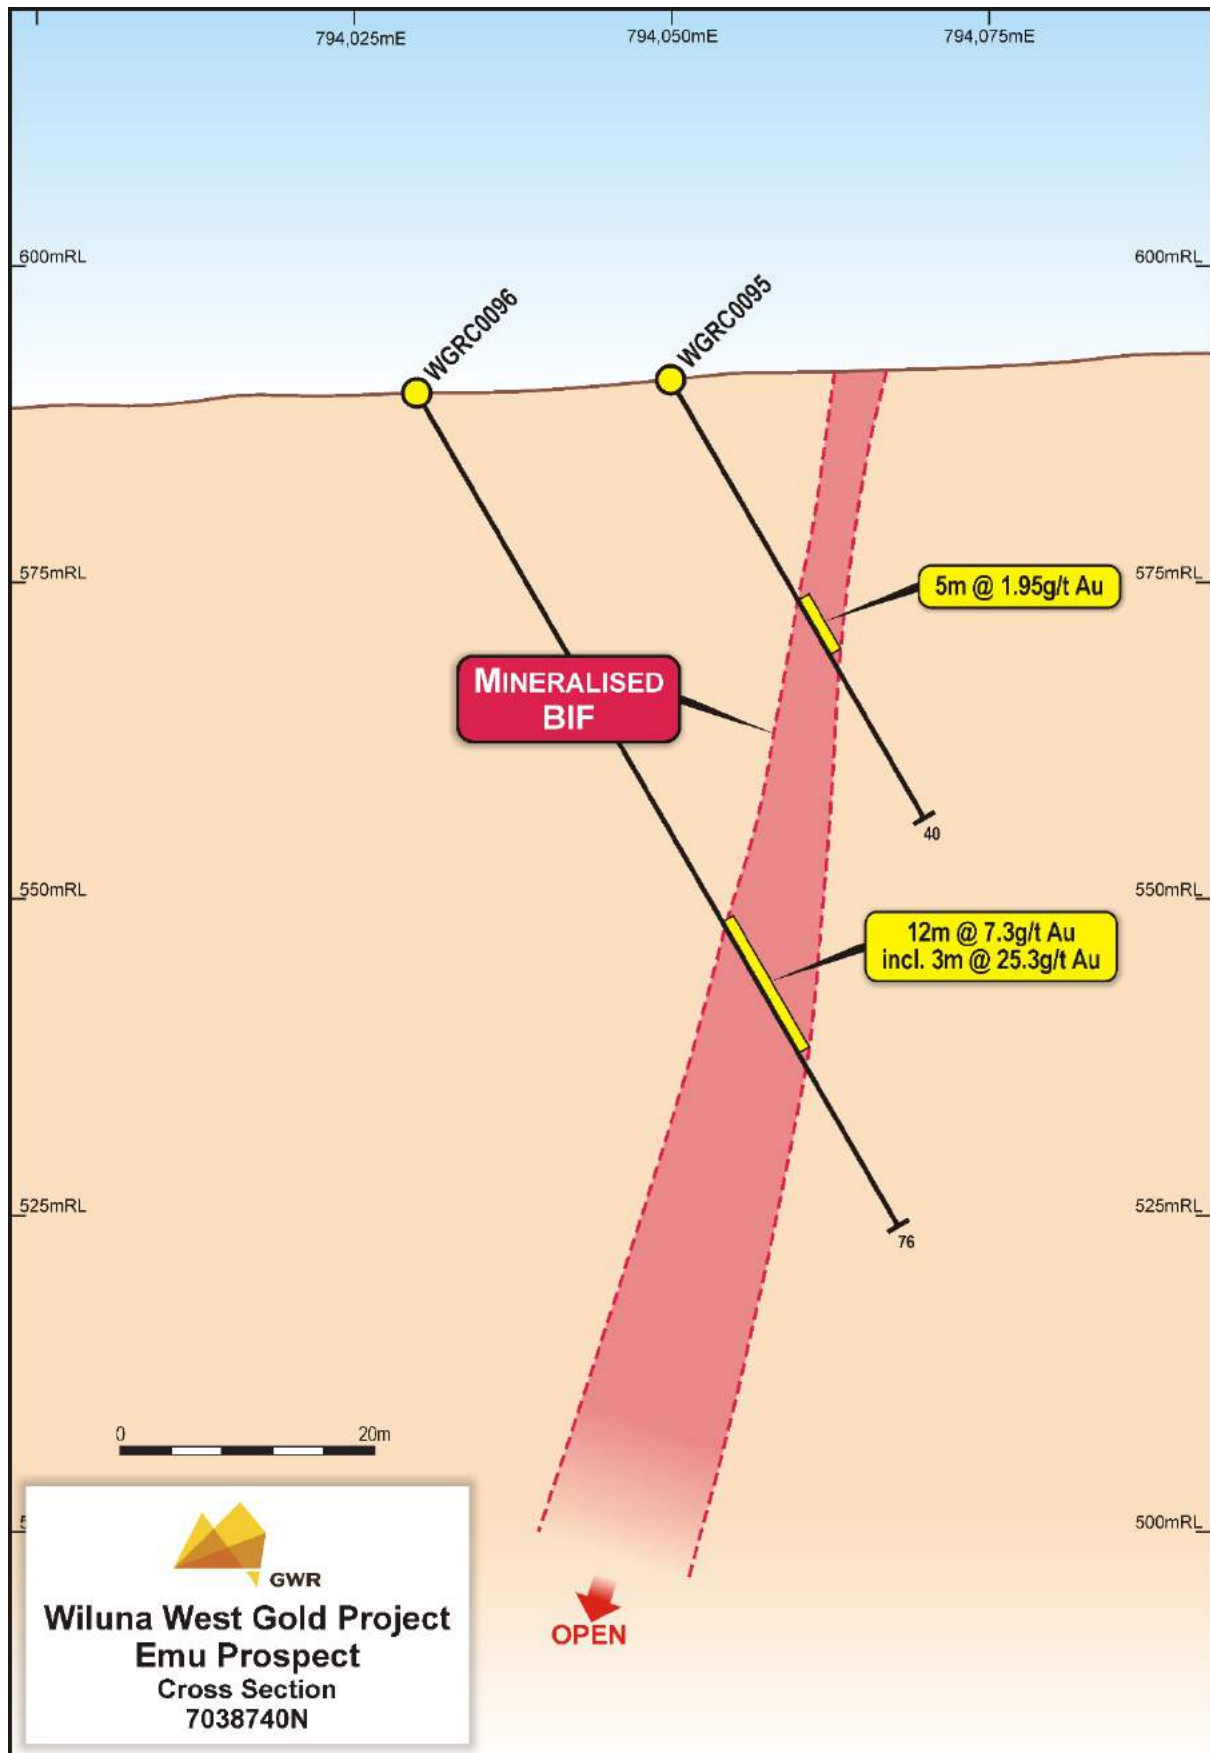 794,025mE
794,050mE
794,075mE
600mRL
600mRL
WGRC0096
WGRC0095
575mRL
575mRL
5m @ 1.95g/t Au
MINERALISED
BIF
40
550mRL
550mRL
12m @ 7.3g/t Au
incl. 3m @ 25.3g/t Au
525mRL
525mRL
76
0
20m
500mRL
GWR
Wiluna West Gold Project
Emu Prospect
Cross Section
7038740N
OPEN